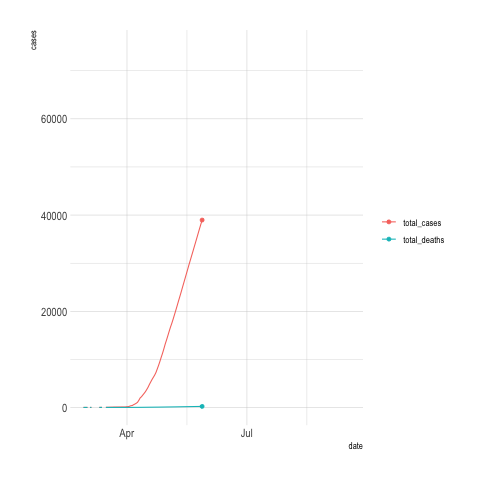 cases
60000
40000
20000
0
Apr
Jul
date
total_cases
total_deaths